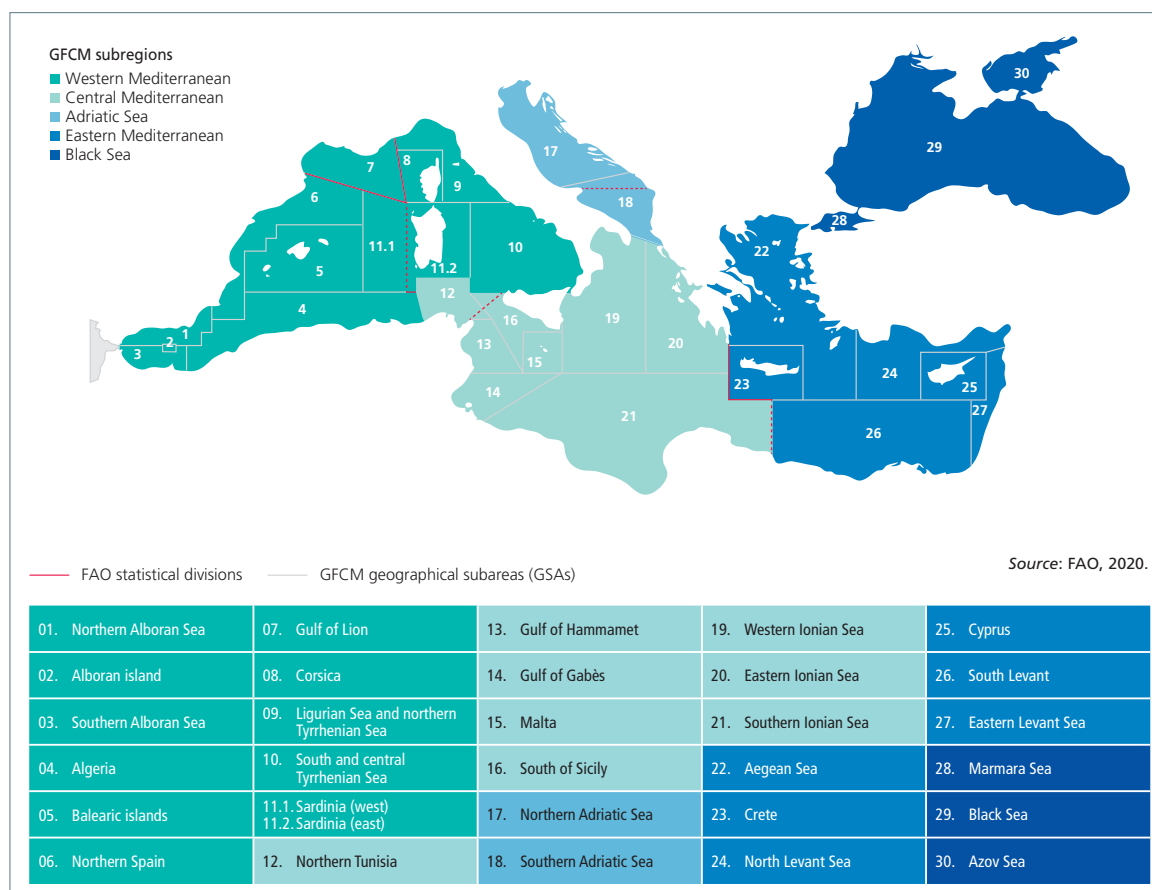 GFCM subregions
Western Mediterranean
Central Mediterranean
Adriatic Sea
Eastern Mediterranean
Black Sea
30
29
17
7
8
9
18
6
28
22
11.1
10
5
11.2
12
4
16
19
1
2
3
13
15
20
24
23
25
14
27
21
26
FAO statistical divisions
GFCM geographical subareas (GSAs)
Source: FAO, 2020.
01. Northern Alboran Sea
02. Alboran island
03. Southern Alboran Sea
04. Algeria
05. Balearic islands
06. Northern Spain
07. Gulf of Lion
08. Corsica
09. Ligurian Sea and northern
Tyrrhenian Sea
10. South and central
Tyrrhenian Sea
11.1. Sardinia (west)
11.2. Sardinia (east)
12. Northern Tunisia
13. Gulf of Hammamet
14. Gulf of Gabès
15. Malta
16. South of Sicily
17. Northern Adriatic Sea
18. Southern Adriatic Sea
19. Western Ionian Sea
20. Eastern Ionian Sea
21. Southern Ionian Sea
22. Aegean Sea
23. Crete
24. North Levant Sea
25. Cyprus
26. South Levant
27. Eastern Levant Sea
28. Marmara Sea
29. Black Sea
30. Azov Sea